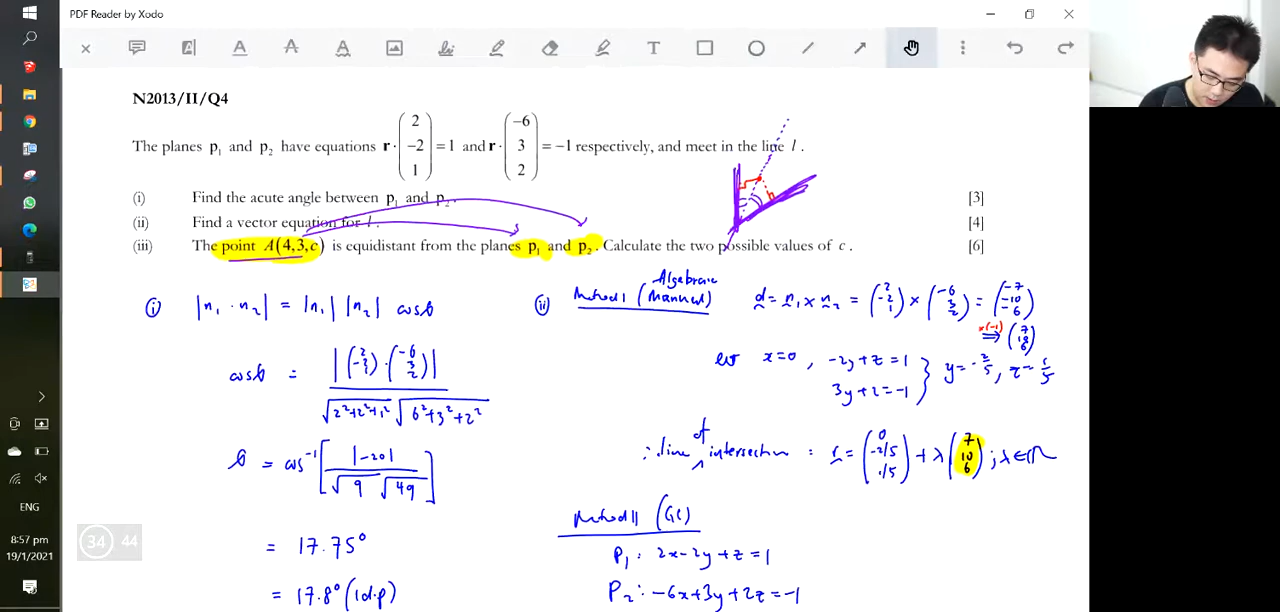 PDF Reader by Xodo
N2013/II/Q4
The planes p₁ and p₂ have equations r · (2 −2 1) = 1 and r · (−6 3 2) = −1 respectively, and meet in the line l .
(i) Find the acute angle between p₁ and p₂. [3]
(ii) Find a vector equation for l . [4]
(iii) The point A(4,3,c) is equidistant from the planes p₁ and p₂. Calculate the two possible values of c . [6]
(i) |n₁ · n₂| = |n₁| |n₂| cosθ
cosθ = |(2 −2 1) · (−6 3 2)| / √2²+2²+1² √6²+3²+2²
θ = cos⁻¹ [ |−20| / √9 √49 ]
= 17.75°
= 17.8° (1d.p)
(ii) Method I (Algebraic Manual)
d = n₁ × n₂ = (2 −2 1) × (−6 3 2) = (−7 −10 −6)
×(−1) ⇒ (7 10 6)
let x=0 , −2y+z=1
3y+2z=−1 } y=−2/5, z=1/5
∴ line of intersection : r = (0 −2/5 1/5) + λ (7 10 6) ; λ∈ℝ
Method II (GC)
P₁ : 2x−2y+z=1
P₂ : −6x+3y+2z=−1
ENG
8:57 pm
19/1/2021
34 44